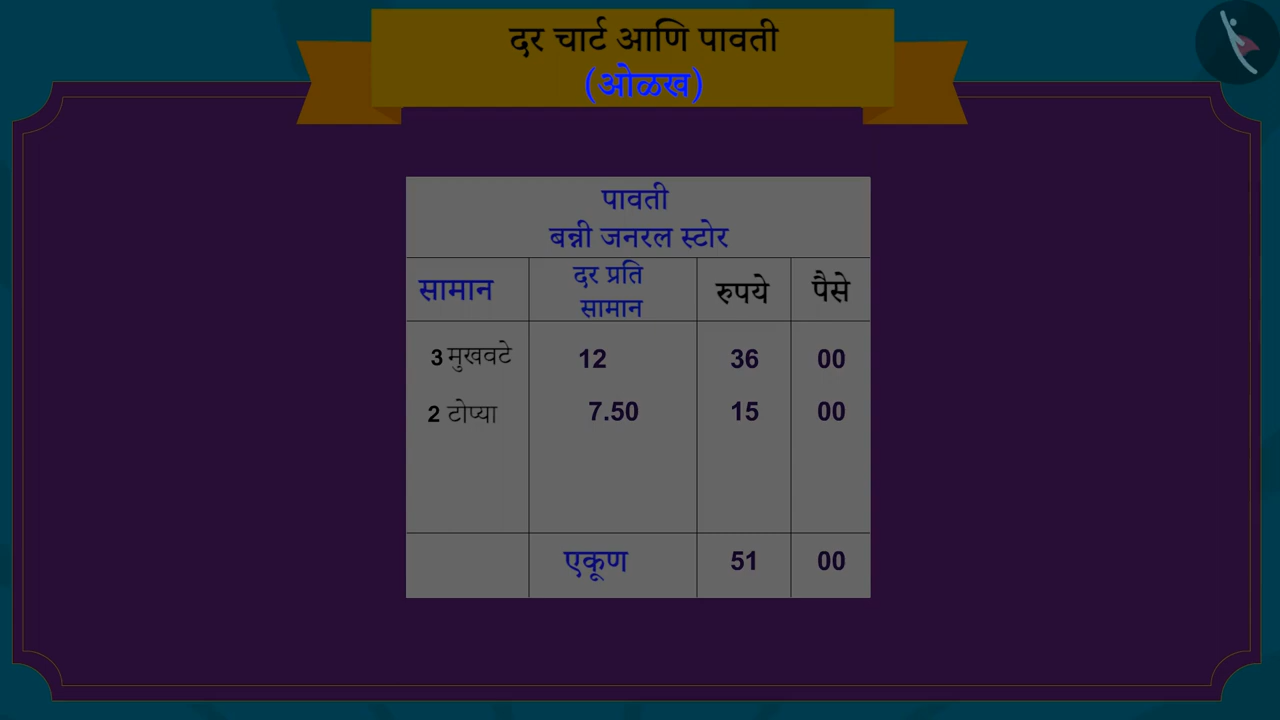 दर चार्ट आणि पावती
(ओळख)
पावती
बन्नी जनरल स्टोर
सामान दर प्रति सामान रुपये पैसे
3 मुखवटे 12 36 00
2 टोप्या 7.50 15 00
एकूण 51 00